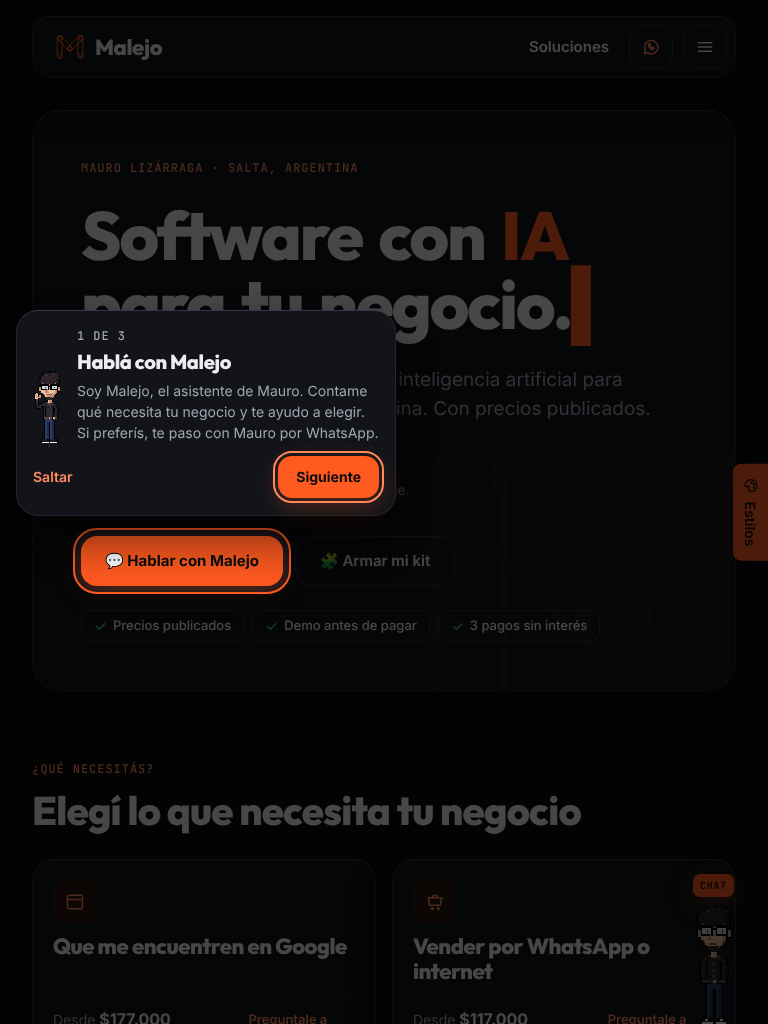 Malejo
Soluciones
MAURO LIZÁRRAGA · SALTA, ARGENTINA
Software con IA
para tu negocio.
1 DE 3
Hablá con Malejo
Soy Malejo, el asistente de Mauro. Contame
qué necesita tu negocio y te ayudo a elegir.
Si preferís, te paso con Mauro por WhatsApp.
Saltar
Siguiente
inteligencia artificial para
Con precios publicados.
Estilos
💬 Hablar con Malejo
🧩 Armar mi kit
✓ Precios publicados
✓ Demo antes de pagar
✓ 3 pagos sin interés
¿QUÉ NECESITÁS?
Elegí lo que necesita tu negocio
CHAT
Que me encuentren en Google
Vender por WhatsApp o
internet
Desde $177.000
Preguntale a
Desde $117.000
Preguntale a